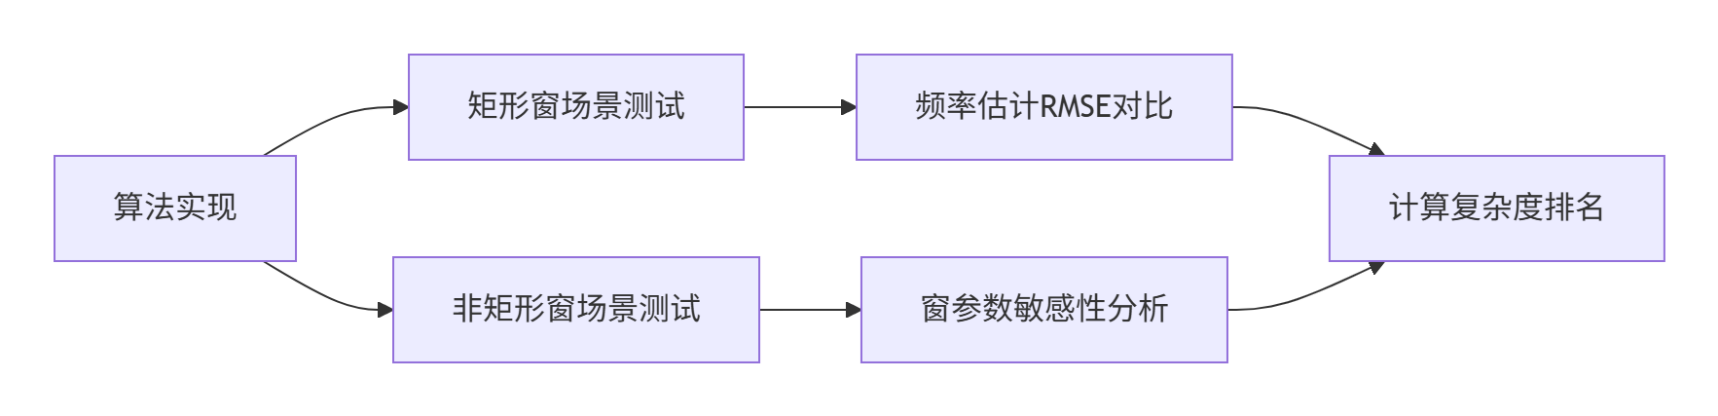 算法实现
矩形窗场景测试
频率估计RMSE对比
非矩形窗场景测试
窗参数敏感性分析
计算复杂度排名